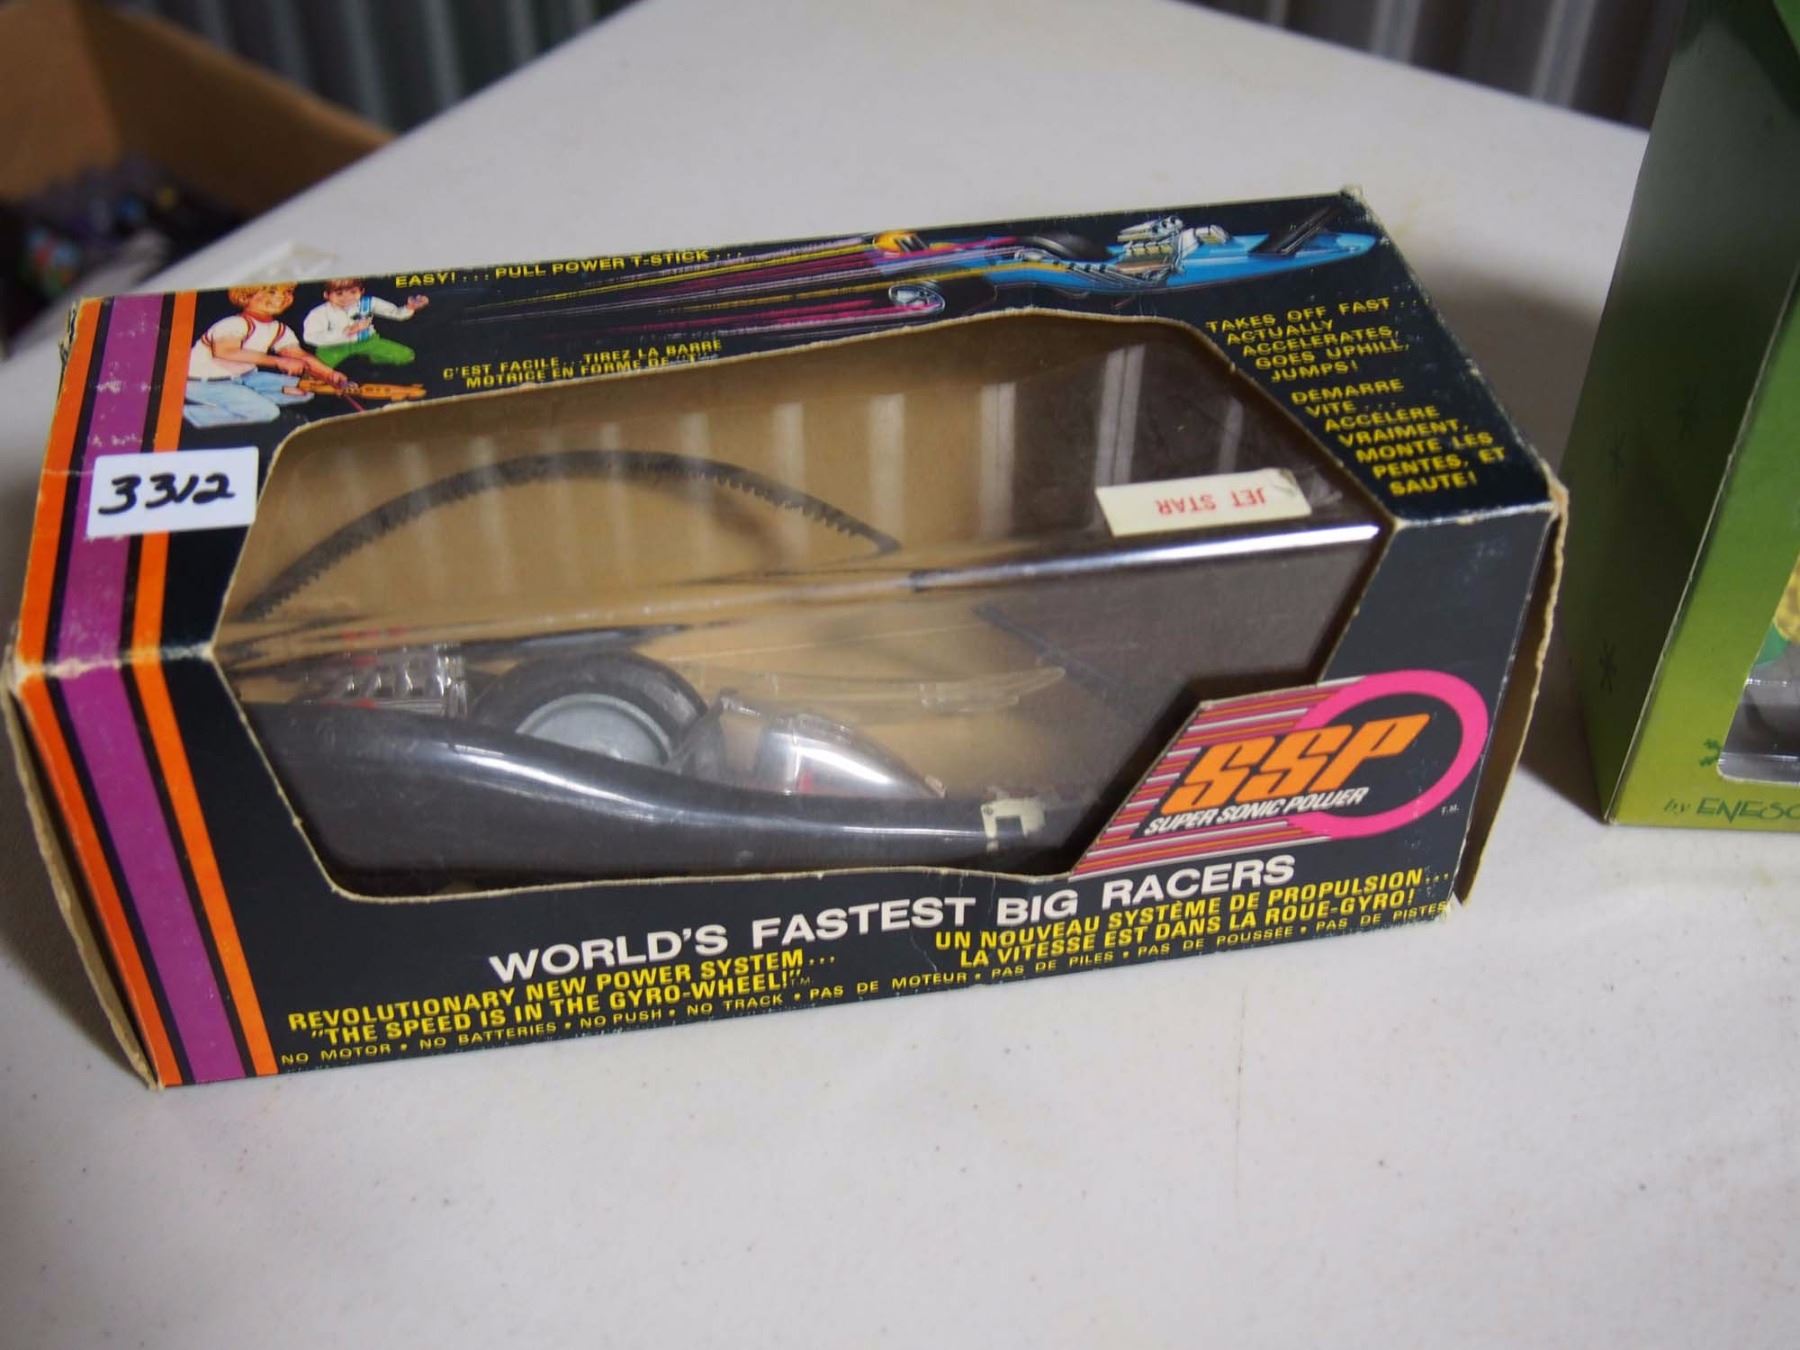 EASY!...PULL POWER T-STICK...
C'EST FACILE...TIREZ LA BARRE
MOTRICE EN FORME DE "T"
TAKES OFF FAST...
ACTUALLY
ACCELERATES,
GOES UPHILL,
JUMPS!
DÉMARRE
VITE...
ACCÉLÈRE
VRAIMENT,
MONTE LES
PENTES, ET
SAUTE!
3312
JET STAR
SSP
SUPER SONIC POWER
T.M.
WORLD'S FASTEST BIG RACERS
REVOLUTIONARY NEW POWER SYSTEM...
"THE SPEED IS IN THE GYRO-WHEEL!"™
UN NOUVEAU SYSTÈME DE PROPULSION...
LA VITESSE EST DANS LA ROUE-GYRO!
NO MOTOR • NO BATTERIES • NO PUSH • NO TRACK • PAS DE MOTEUR • PAS DE PILES • PAS DE POUSSÉE • PAS DE PISTES
by ENESC